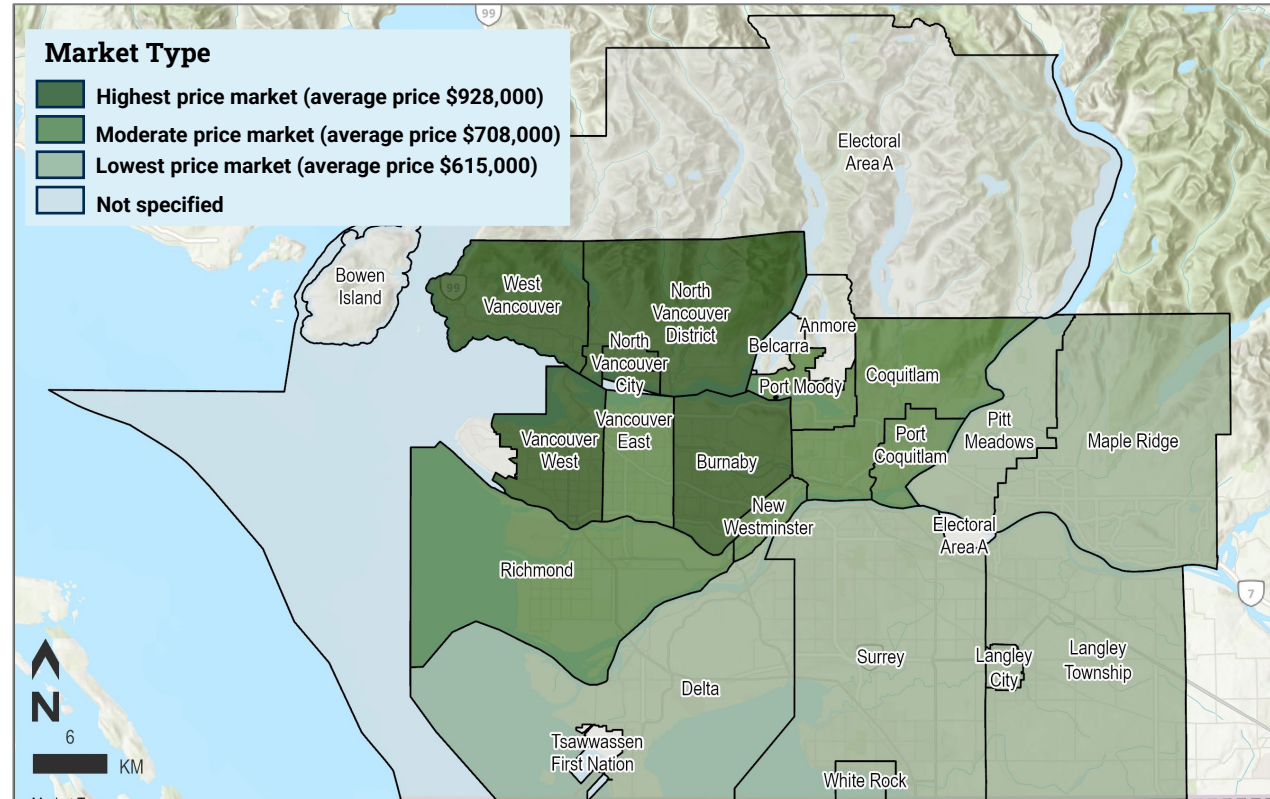 99
Market Type
Highest price market (average price $928,000)
Moderate price market (average price $708,000)
Lowest price market (average price $615,000)
Not specified
Electoral
Area A
Bowen
Island
99
West
Vancouver
North
Vancouver
District
Anmore
Belcarra
North
Vancouver
City
Port Moody
Coquitlam
Vancouver
East
Vancouver
West
Burnaby
Port
Coquitlam
Pitt
Meadows
Maple Ridge
New
Westminster
Electoral
Area A
Richmond
7
Surrey
Langley
City
Langley
Township
Delta
N
6
KM
Tsawwassen
First Nation
White Rock